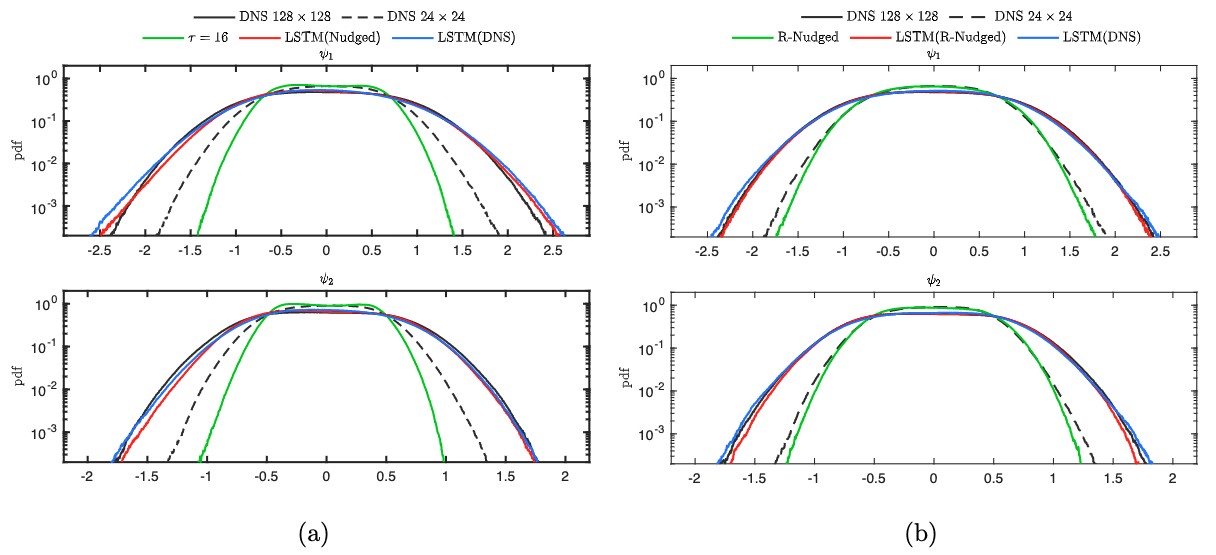 DNS 128 × 128 DNS 24 × 24
τ = 16 LSTM(Nudged) LSTM(DNS)
ψ1
10^0
10^-1
10^-2
10^-3
pdf
-2.5 -2 -1.5 -1 -0.5 0 0.5 1 1.5 2 2.5
ψ2
10^0
10^-1
10^-2
10^-3
pdf
-2 -1.5 -1 -0.5 0 0.5 1 1.5 2
(a)
DNS 128 × 128 DNS 24 × 24
R-Nudged LSTM(R-Nudged) LSTM(DNS)
ψ1
10^0
10^-1
10^-2
10^-3
pdf
-2.5 -2 -1.5 -1 -0.5 0 0.5 1 1.5 2 2.5
ψ2
10^0
10^-1
10^-2
10^-3
pdf
-2 -1.5 -1 -0.5 0 0.5 1 1.5 2
(b)